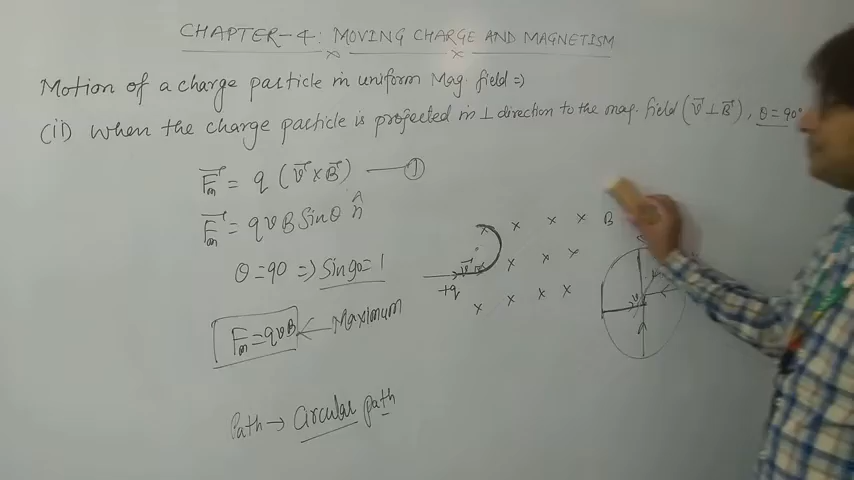 CHAPTER-4: MOVING CHARGE AND MAGNETISM
Motion of a charge particle in uniform Mag. field ⇒
(ii) When the charge particle is projected in ⊥ direction to the mag. field (v⃗ ⊥ B⃗), θ = 90°
F⃗m = q (v⃗ × B⃗) — ①
F⃗m = qvB Sinθ n̂
θ = 90 ⇒ Sin90 = 1
Fm = qvB ← Maximum
Path → Circular path
× × × × B
v⃗ × × × ×
+q
× × × ×